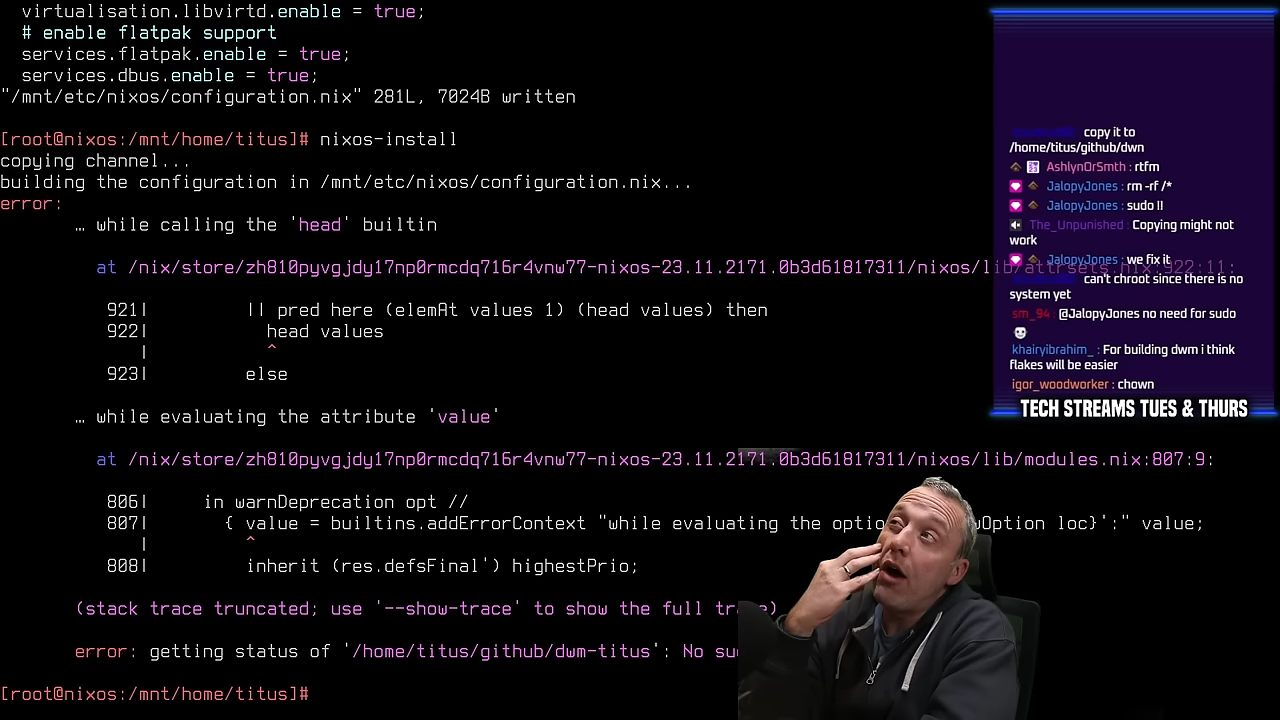 virtualisation.libvirtd.enable = true;
# enable flatpak support
services.flatpak.enable = true;
services.dbus.enable = true;
"/mnt/etc/nixos/configuration.nix" 281L, 7024B written
[root@nixos:/mnt/home/titus]# nixos-install
copying channel...
building the configuration in /mnt/etc/nixos/configuration.nix...
error:
… while calling the 'head' builtin
at /nix/store/zh810pyvgjdy17np0rmcdq716r4vnw77-nixos-23.11.2171.0b3d61817311/nixos/lib/attrsets.nix:922:11:
921| || pred here (elemAt values 1) (head values) then
922| head values
| ^
923| else
… while evaluating the attribute 'value'
at /nix/store/zh810pyvgjdy17np0rmcdq716r4vnw77-nixos-23.11.2171.0b3d61817311/nixos/lib/modules.nix:807:9:
806| in warnDeprecation opt //
807| { value = builtins.addErrorContext "while evaluating the optio wOption loc}':" value;
| ^
808| inherit (res.defsFinal') highestPrio;
(stack trace truncated; use '--show-trace' to show the full trace)
error: getting status of '/home/titus/github/dwm-titus': No suc
[root@nixos:/mnt/home/titus]#
copy it to
/home/titus/github/dwn
AshlynOrSmth : rtfm
JalopyJones : rm -rf /*
JalopyJones : sudo !!
The_Unpunished : Copying might not
work
JalopyJones : we fix it
can't chroot since there is no
system yet
sm_94 : @JalopyJones no need for sudo
khairyibrahim_ : For building dwm i think
flakes will be easier
igor_woodworker : chown
TECH STREAMS TUES & THURS